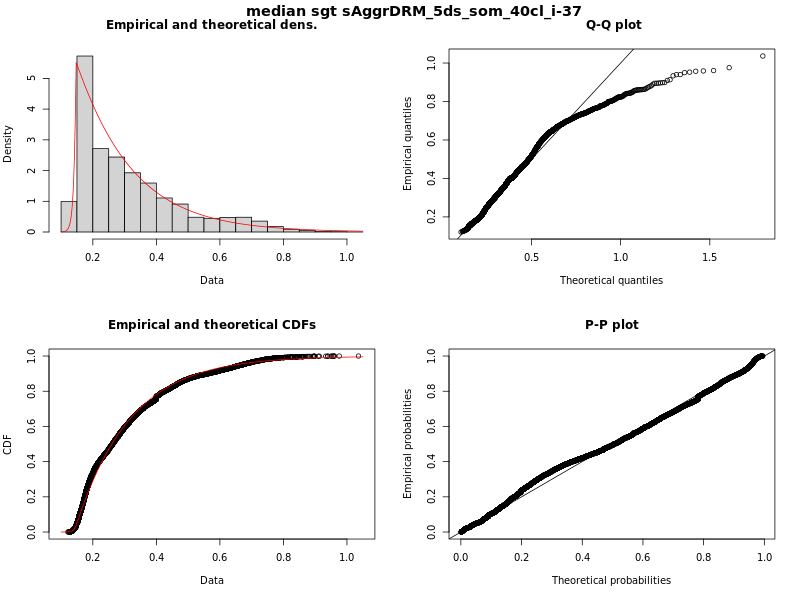 median sgt sAggrDRM_5ds_som_40cl_i-37
Empirical and theoretical dens.
Density
0 1 2 3 4 5
0.2 0.4 0.6 0.8 1.0
Data
Q-Q plot
Empirical quantiles
0.2 0.4 0.6 0.8 1.0
0.5 1.0 1.5
Theoretical quantiles
Empirical and theoretical CDFs
CDF
0.0 0.2 0.4 0.6 0.8 1.0
0.2 0.4 0.6 0.8 1.0
Data
P-P plot
Empirical probabilities
0.0 0.2 0.4 0.6 0.8 1.0
0.0 0.2 0.4 0.6 0.8 1.0
Theoretical probabilities